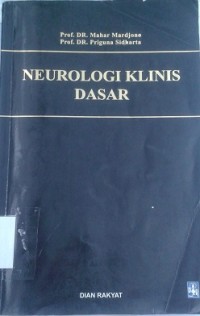 Prof. DR. Mahar Mardjono
Prof. DR. Priguna Sidharta
NEUROLOGI KLINIS
DASAR
DIAN RAKYAT